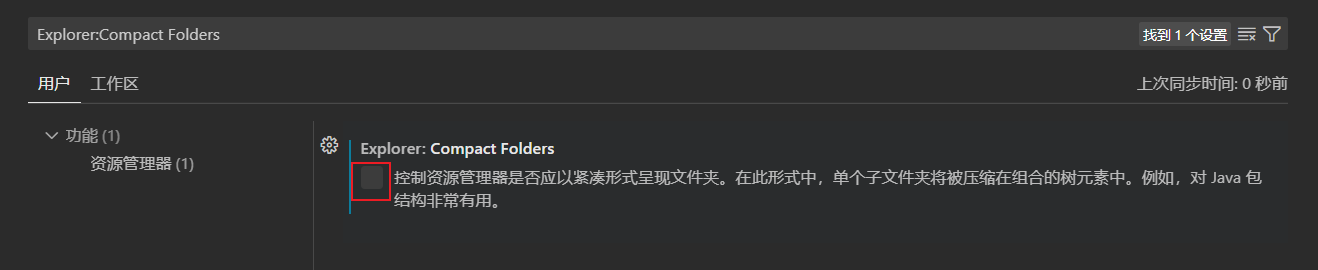 Explorer:Compact Folders
找到 1 个设置
用户
工作区
上次同步时间: 0 秒前
功能 (1)
资源管理器 (1)
Explorer: Compact Folders
控制资源管理器是否应以紧凑形式呈现文件夹。在此形式中，单个子文件夹将被压缩在组合的树元素中。例如，对 Java 包
结构非常有用。